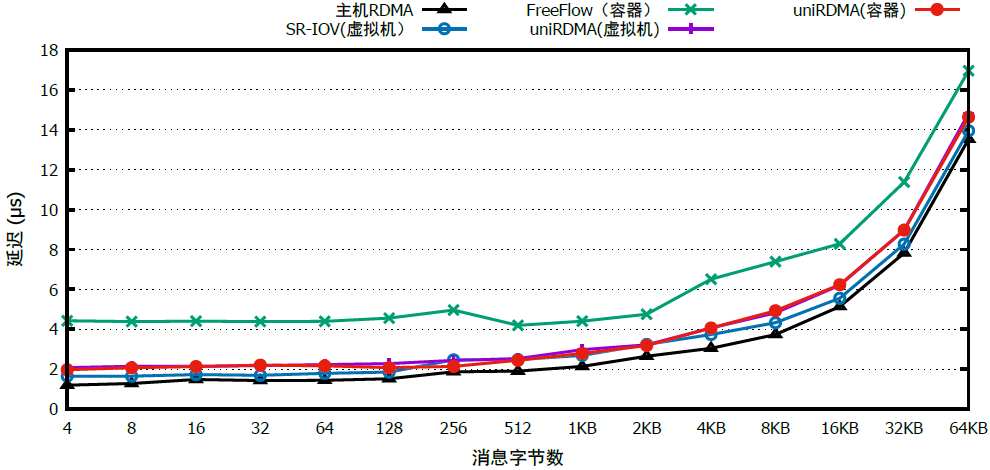 主机RDMA
FreeFlow（容器）
uniRDMA(容器)
SR-IOV(虚拟机）
uniRDMA(虚拟机)
18
16
14
12
10
8
6
4
2
0
延迟 (μs)
4 8 16 32 64 128 256 512 1KB 2KB 4KB 8KB 16KB 32KB 64KB
消息字节数